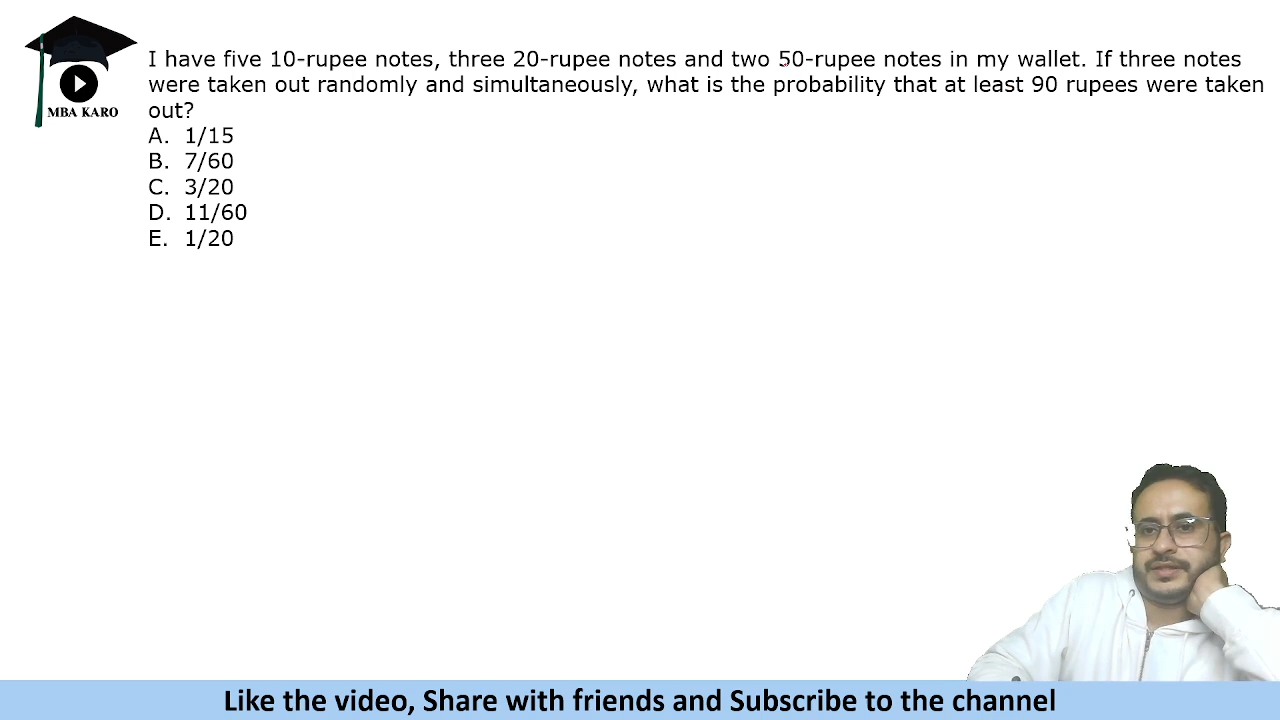 I have five 10-rupee notes, three 20-rupee notes and two 50-rupee notes in my wallet. If three notes
were taken out randomly and simultaneously, what is the probability that at least 90 rupees were taken
out?
A. 1/15
B. 7/60
C. 3/20
D. 11/60
E. 1/20
MBA KARO
Like the video, Share with friends and Subscribe to the channel